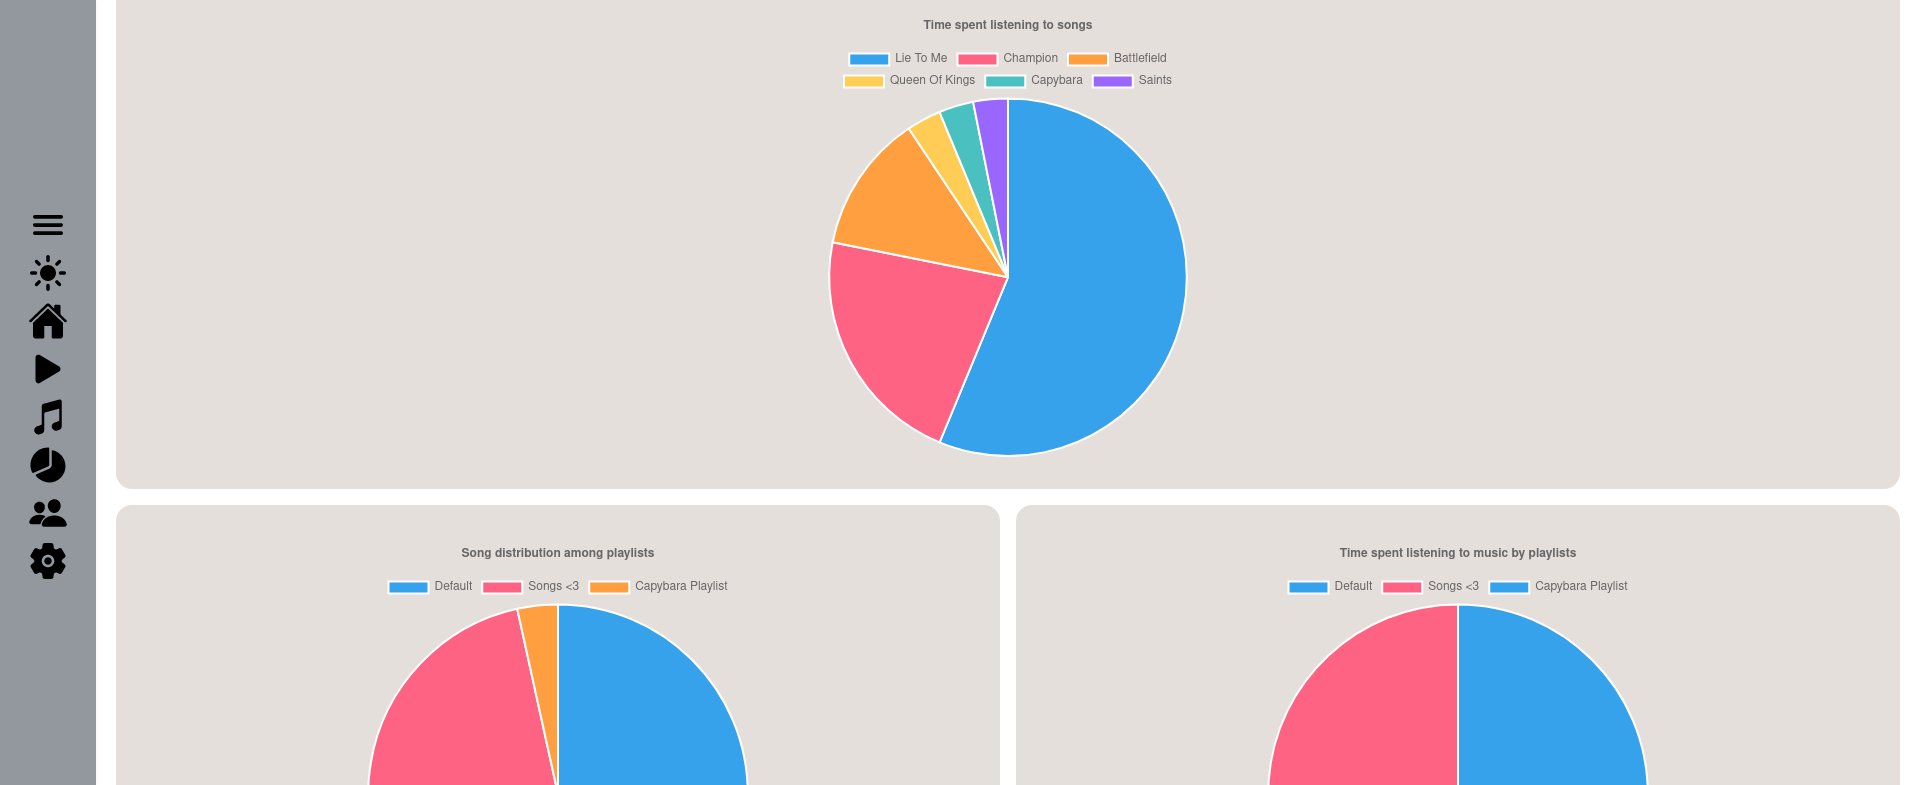 Time spent listening to songs
Lie To Me Champion Battlefield
Queen Of Kings Capybara Saints
Song distribution among playlists
Default Songs <3 Capybara Playlist
Time spent listening to music by playlists
Default Songs <3 Capybara Playlist